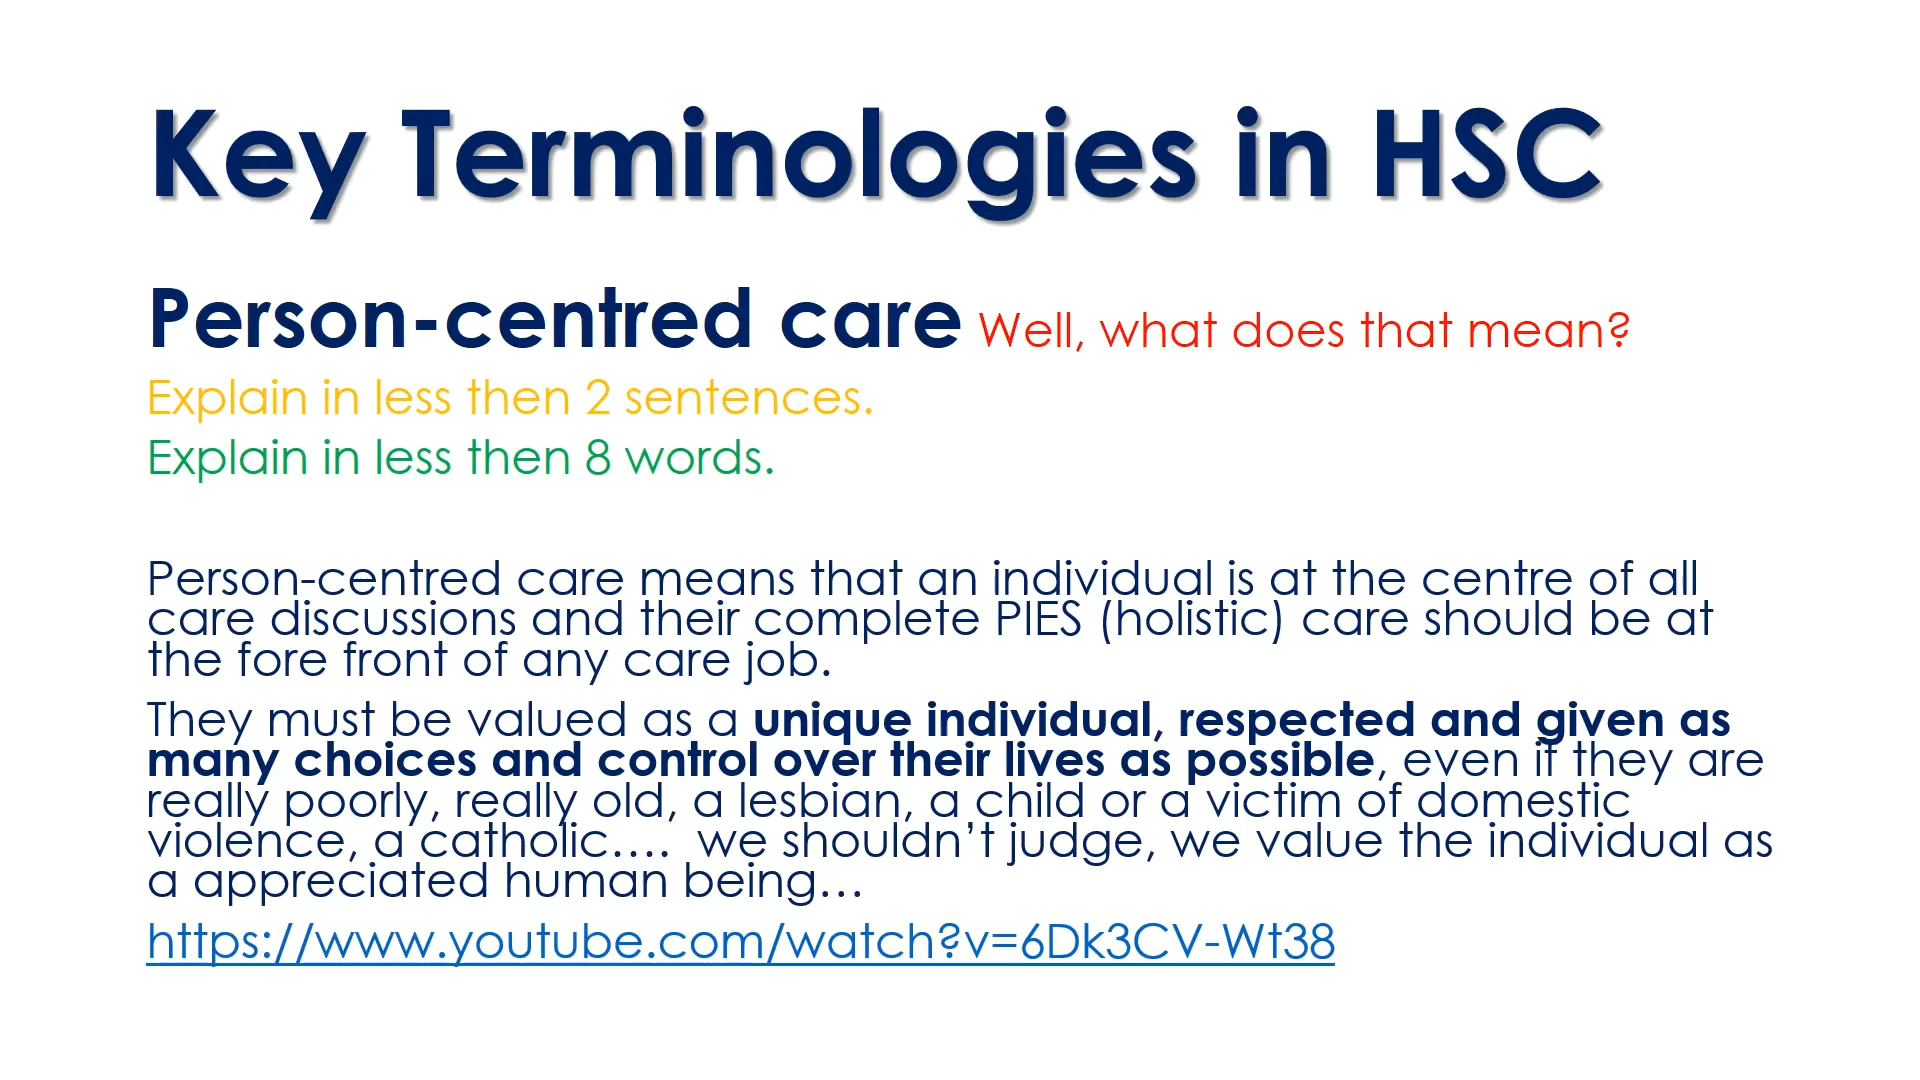 Key Terminologies in HSC
Person-centred care Well, what does that mean?
Explain in less then 2 sentences.
Explain in less then 8 words.
Person-centred care means that an individual is at the centre of all
care discussions and their complete PIES (holistic) care should be at
the fore front of any care job.
They must be valued as a unique individual, respected and given as
many choices and control over their lives as possible, even if they are
really poorly, really old, a lesbian, a child or a victim of domestic
violence, a catholic…. we shouldn’t judge, we value the individual as
a appreciated human being…
https://www.youtube.com/watch?v=6Dk3CV-Wt38